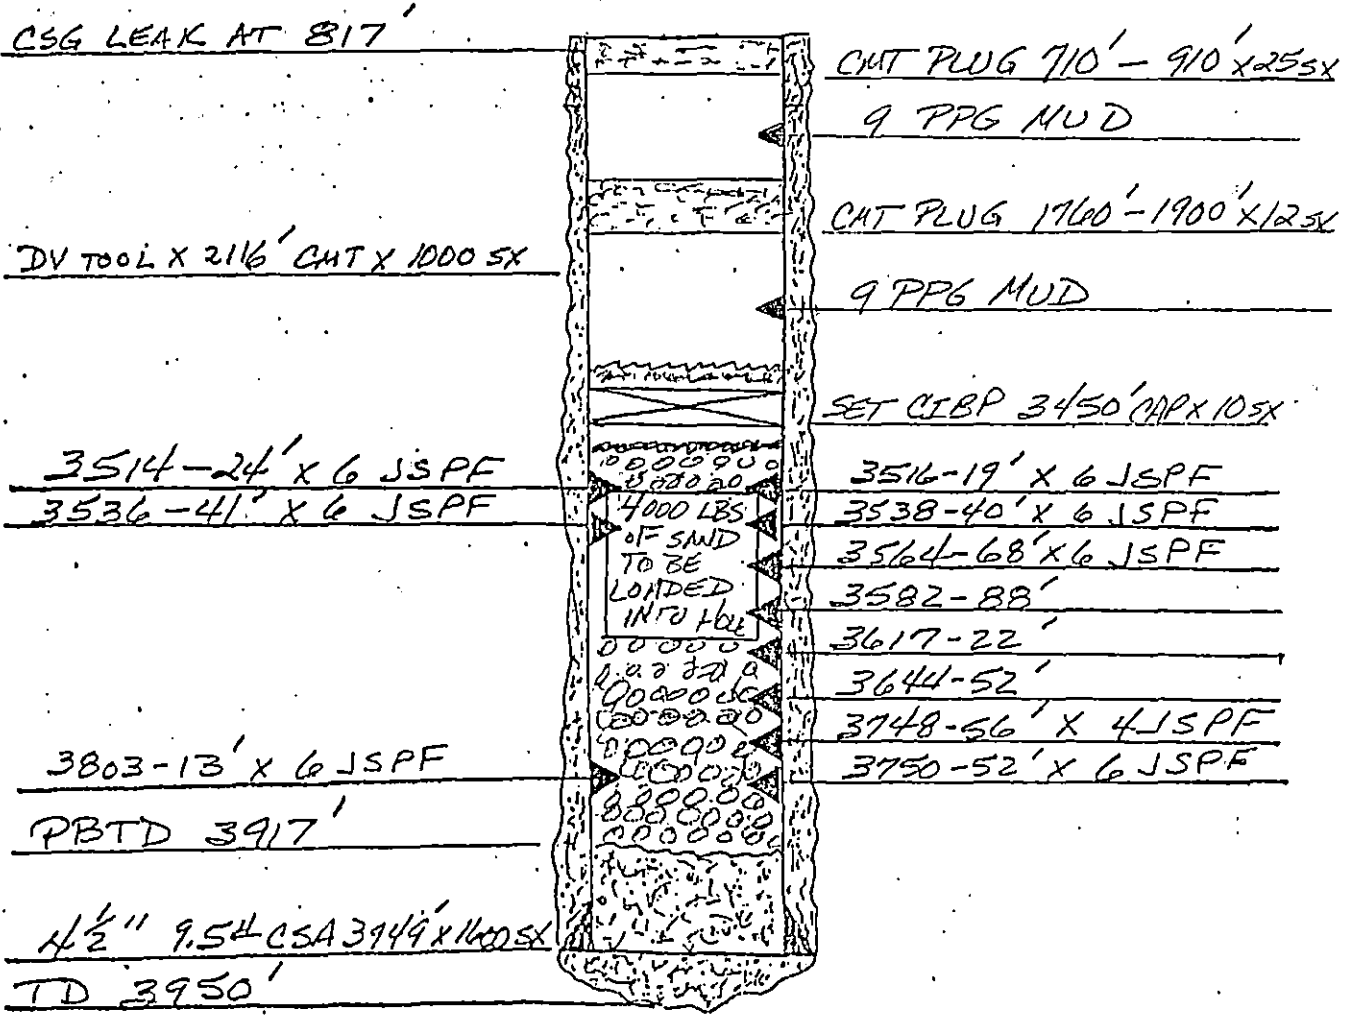 CSG LEAK AT 817'
CMT PLUG 710' - 910' X 25 SX
9 PPG MUD
CMT PLUG 1760' - 1900' X 12 SX
DV TOOL X 2116' CMT X 1000 SX
9 PPG MUD
SET CIBP 3450' CAP X 10 SX
3514-24' X 6 JSPF
3536-41' X 6 JSPF
4000 LBS
OF SAND
TO BE
LOADED
INTO HOLE
3516-19' X 6 JSPF
3538-40' X 6 JSPF
3564-68' X 6 JSPF
3582-88'
3617-22'
3644-52'
3748-56' X 4 JSPF
3750-52' X 6 JSPF
3803-13' X 6 JSPF
PBTD 3917'
4 1/2" 9.5# CSA 3949' X 1600 SX
TD 3950'